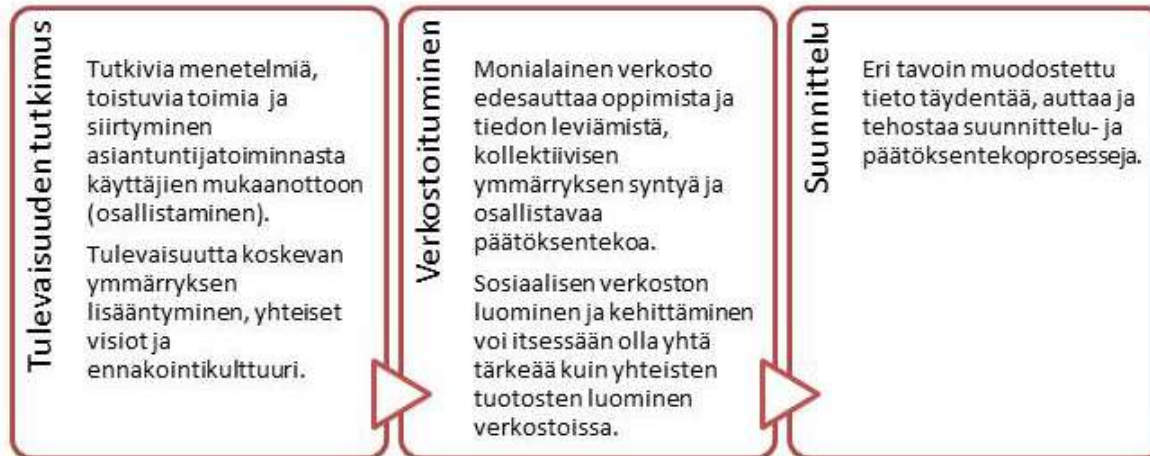 Tulevaisuuden tutkimus
Tutkivia menetelmiä,
toistuvia toimia ja
siirtyminen
asiantuntijatoiminnasta
käyttäjien mukaanottoon
(osallistaminen).
Tulevaisuutta koskevan
ymmärryksen
lisääntyminen, yhteiset
visiot ja
ennakointikulttuuri.
Verkostoituminen
Monialainen verkosto
edesauttaa oppimista ja
tiedon leviämistä,
kollektiivisen
ymmärryksen syntyä ja
osallistavaa
päätöksentekoa.
Sosiaalisen verkoston
luominen ja kehittäminen
voi itsessään olla yhtä
tärkeää kuin yhteisten
tuotosten luominen
verkostoissa.
Suunnittelu
Eri tavoin muodostettu
tieto täydentää, auttaa ja
tehostaa suunnittelu- ja
päätöksentekoprosesseja.